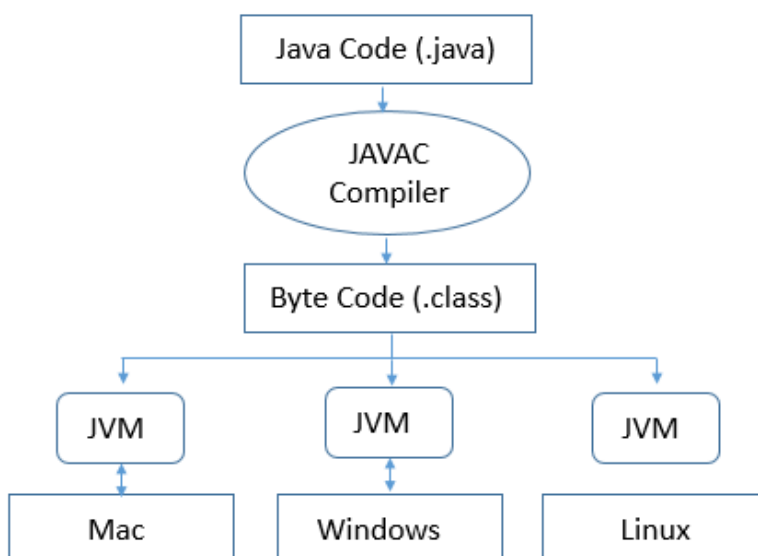 Java Code (.java)
JAVAC
Compiler
Byte Code (.class)
JVM
JVM
JVM
Mac
Windows
Linux